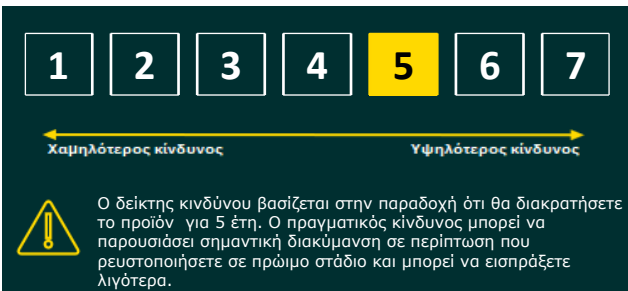 1 2 3 4 5 6 7
Χαμηλότερος κίνδυνος Υψηλότερος κίνδυνος
Ο δείκτης κινδύνου βασίζεται στην παραδοχή ότι θα διακρατήσετε
το προϊόν για 5 έτη. Ο πραγματικός κίνδυνος μπορεί να
παρουσιάσει σημαντική διακύμανση σε περίπτωση που
ρευστοποιήσετε σε πρώιμο στάδιο και μπορεί να εισπράξετε
λιγότερα.